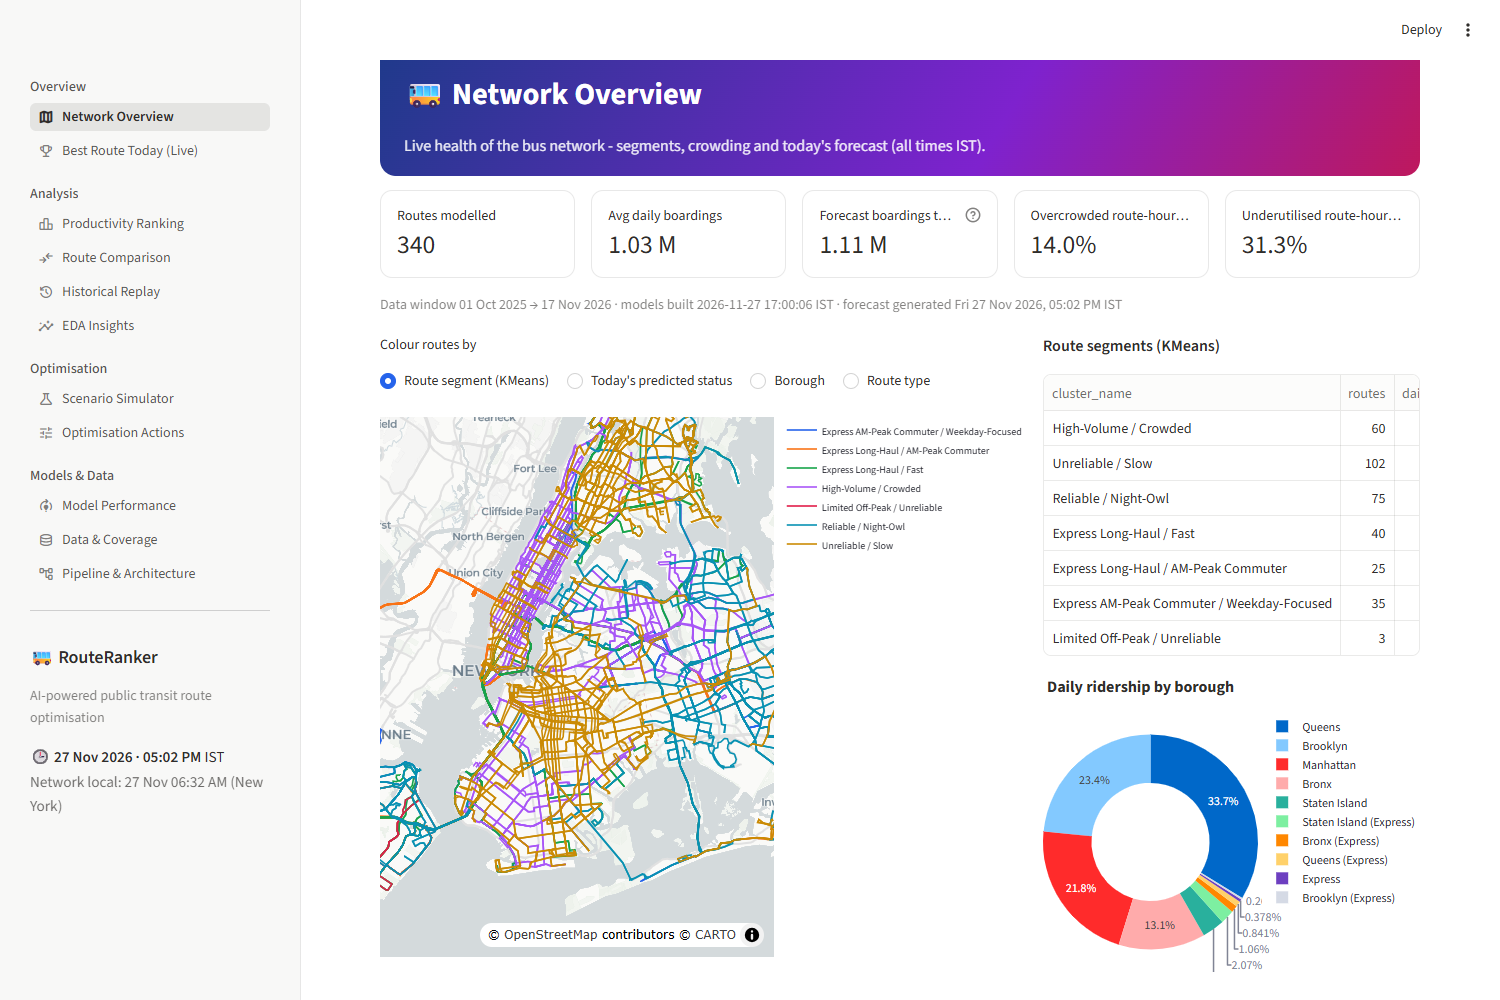 Deploy
Overview
Network Overview
Best Route Today (Live)
Analysis
Productivity Ranking
Route Comparison
Historical Replay
EDA Insights
Optimisation
Scenario Simulator
Optimisation Actions
Models & Data
Model Performance
Data & Coverage
Pipeline & Architecture
RouteRanker
AI-powered public transit route
optimisation
27 Nov 2026 · 05:02 PM IST
Network local: 27 Nov 06:32 AM (New
York)
Network Overview
Live health of the bus network - segments, crowding and today's forecast (all times IST).
Routes modelled
340
Avg daily boardings
1.03 M
Forecast boardings t...
1.11 M
Overcrowded route-hour...
14.0%
Underutilised route-hour...
31.3%
Data window 01 Oct 2025 → 17 Nov 2026 · models built 2026-11-27 17:00:06 IST · forecast generated Fri 27 Nov 2026, 05:02 PM IST
Colour routes by
Route segment (KMeans) Today's predicted status Borough Route type
Teaneck
Fort Lee
Cliffside Park
North Bergen
Union City
NEW YORK
Express AM-Peak Commuter / Weekday-Focused
Express Long-Haul / AM-Peak Commuter
Express Long-Haul / Fast
High-Volume / Crowded
Limited Off-Peak / Unreliable
Reliable / Night-Owl
Unreliable / Slow
© OpenStreetMap contributors © CARTO
Route segments (KMeans)
cluster_name routes dai
High-Volume / Crowded 60
Unreliable / Slow 102
Reliable / Night-Owl 75
Express Long-Haul / Fast 40
Express Long-Haul / AM-Peak Commuter 25
Express AM-Peak Commuter / Weekday-Focused 35
Limited Off-Peak / Unreliable 3
Daily ridership by borough
33.7%
23.4%
21.8%
13.1%
2.07%
1.06%
0.841%
0.378%
Queens
Brooklyn
Manhattan
Bronx
Staten Island
Staten Island (Express)
Bronx (Express)
Queens (Express)
Express
Brooklyn (Express)